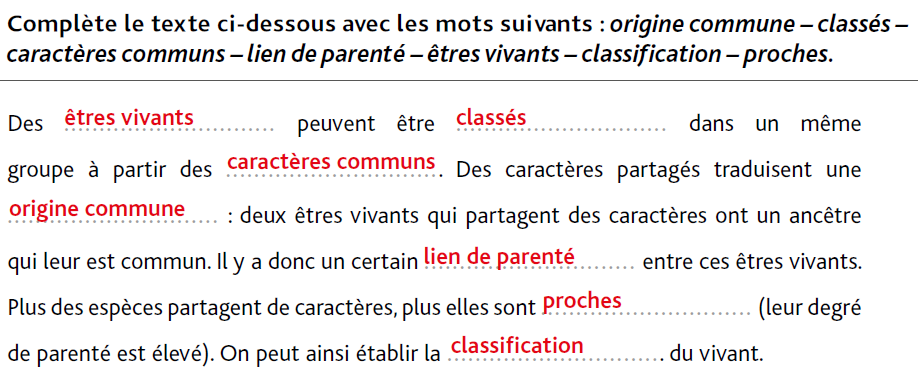 Complète le texte ci-dessous avec les mots suivants : origine commune – classés –
caractères communs – lien de parenté – êtres vivants – classification – proches.
Des êtres vivants peuvent être classés dans un même
groupe à partir des caractères communs. Des caractères partagés traduisent une
origine commune : deux êtres vivants qui partagent des caractères ont un ancêtre
qui leur est commun. Il y a donc un certain lien de parenté entre ces êtres vivants.
Plus des espèces partagent de caractères, plus elles sont proches (leur degré
de parenté est élevé). On peut ainsi établir la classification. du vivant.